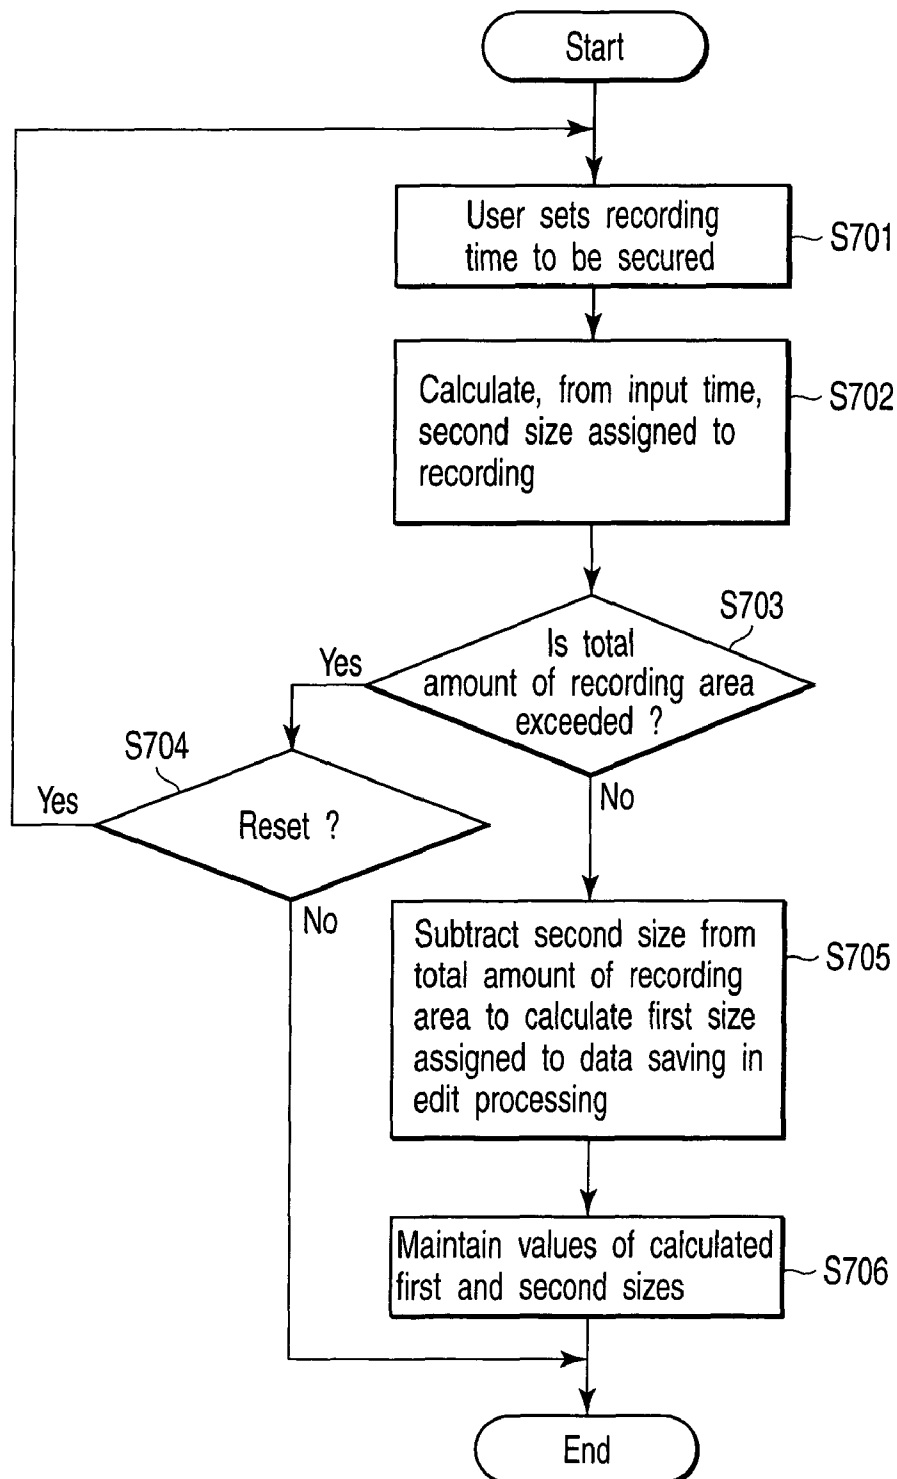 Start
User sets recording
time to be secured
S701
Calculate, from input time,
second size assigned to
recording
S702
S703
Is total
amount of recording area
exceeded ?
Yes
No
S704
Reset ?
Yes
No
Subtract second size from
total amount of recording
area to calculate first size
assigned to data saving in
edit processing
S705
Maintain values of calculated
first and second sizes
S706
End